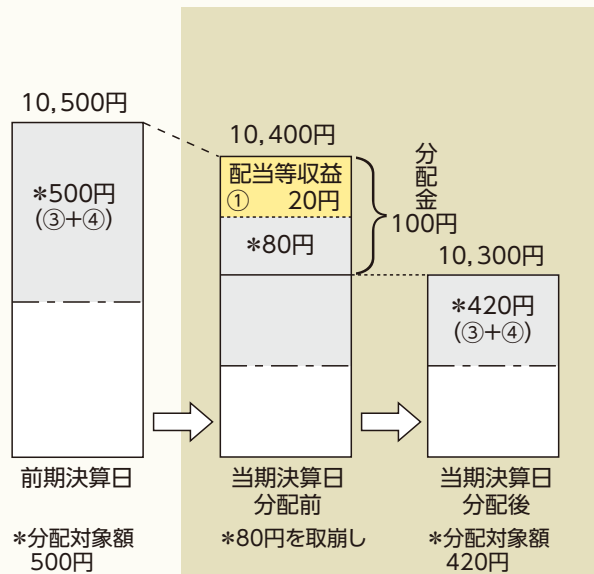 10,500円
*500円
(③+④)
前期決算日
*分配対象額
500円
10,400円
配当等収益
① 20円
*80円
分配金
100円
当期決算日
分配前
*80円を取崩し
10,300円
*420円
(③+④)
当期決算日
分配後
*分配対象額
420円